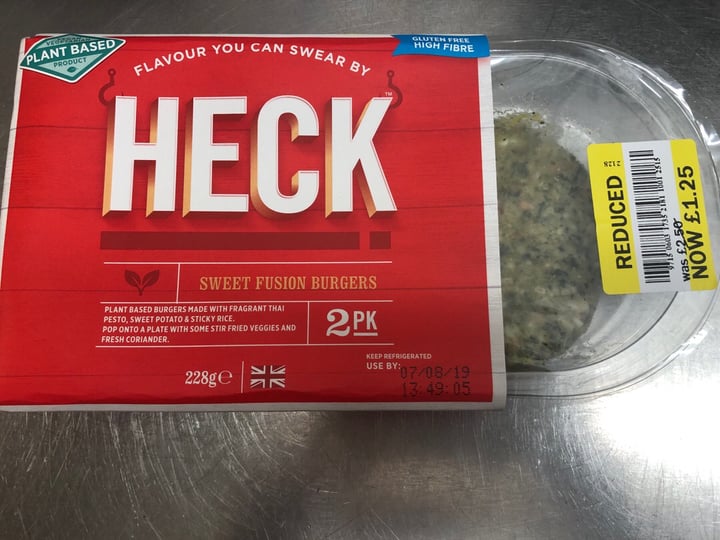 VEGETARIAN
PLANT BASED
PRODUCT
GLUTEN FREE
HIGH FIBRE
FLAVOUR YOU CAN SWEAR BY
HECK™
SWEET FUSION BURGERS
PLANT BASED BURGERS MADE WITH FRAGRANT THAI
PESTO, SWEET POTATO & STICKY RICE.
POP ONTO A PLATE WITH SOME STIR FRIED VEGGIES AND
FRESH CORIANDER.
2PK
228g℮
KEEP REFRIGERATED
USE BY: 07/08/19
13:49:05
REDUCED
2128
was £2.50
NOW £1.25